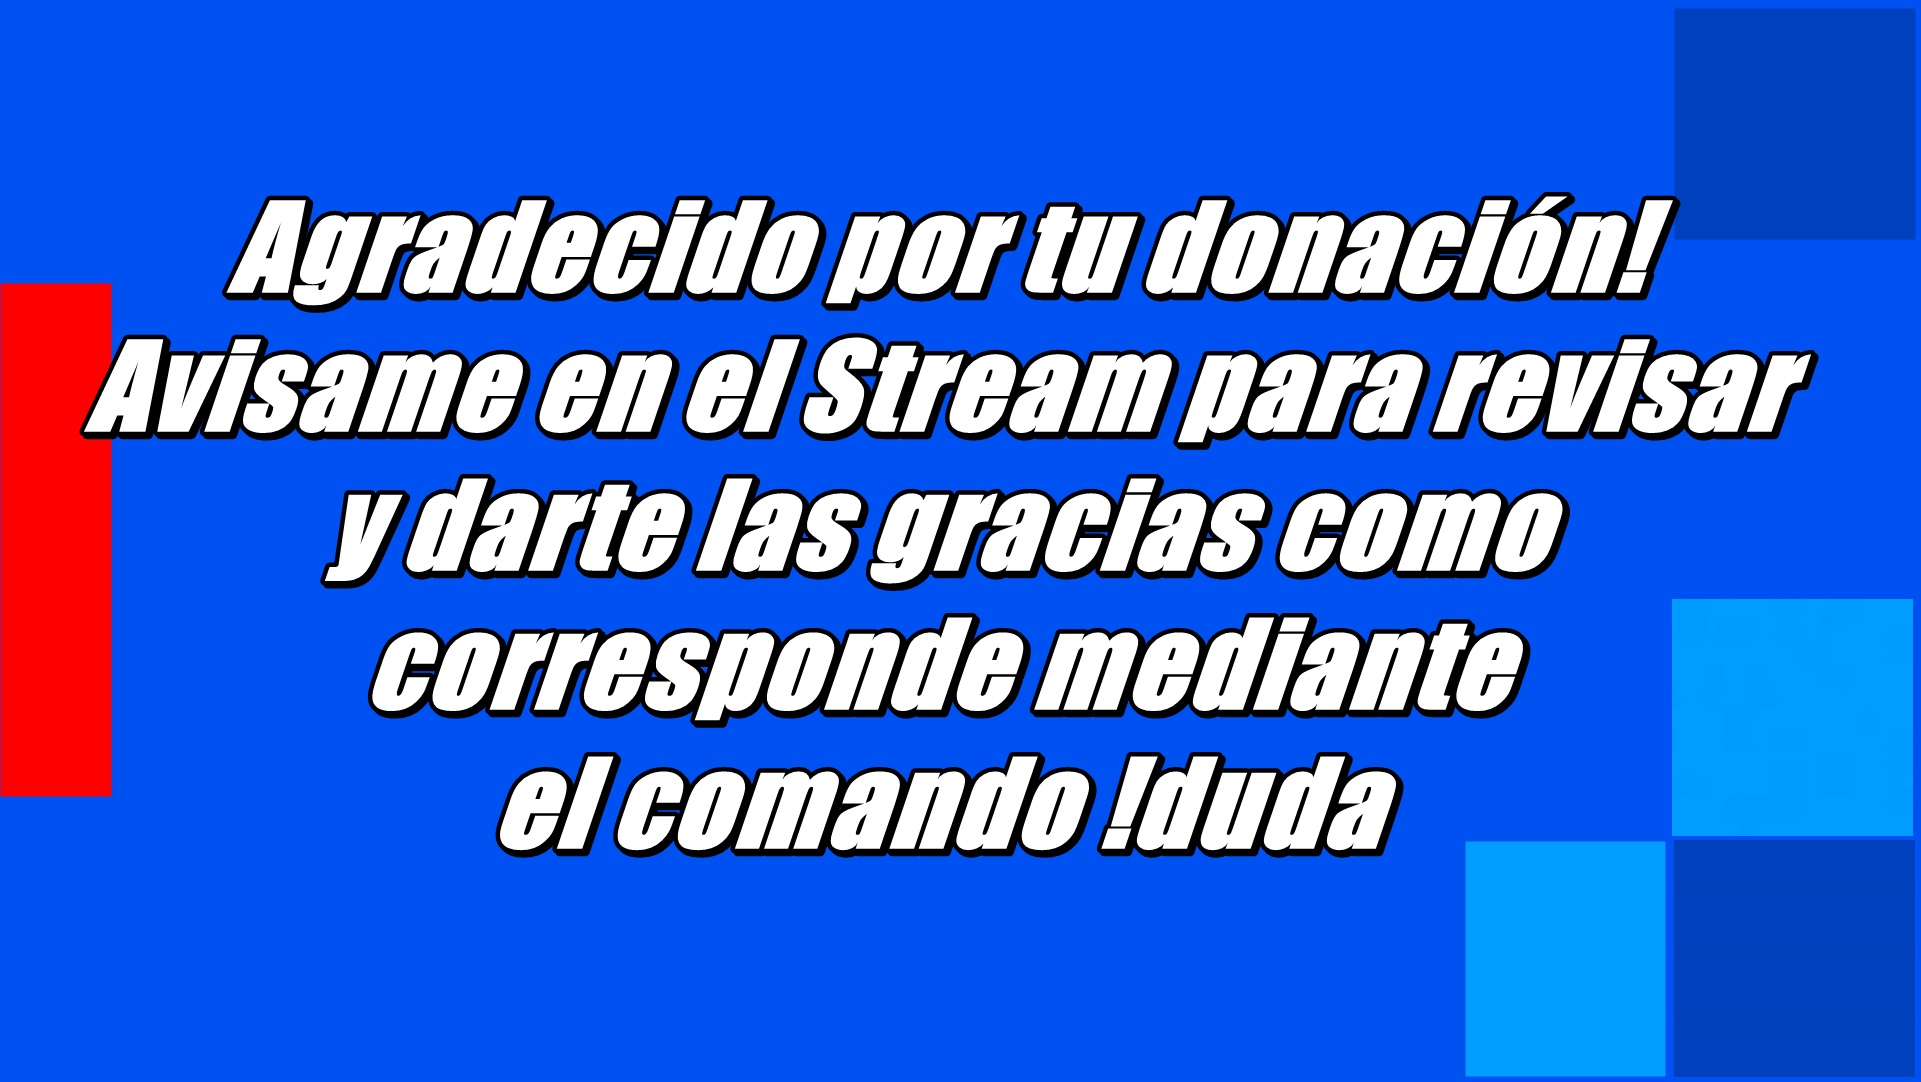 Agradecido por tu donación!
Avisame en el Stream para revisar
y darte las gracias como
corresponde mediante
el comando !duda